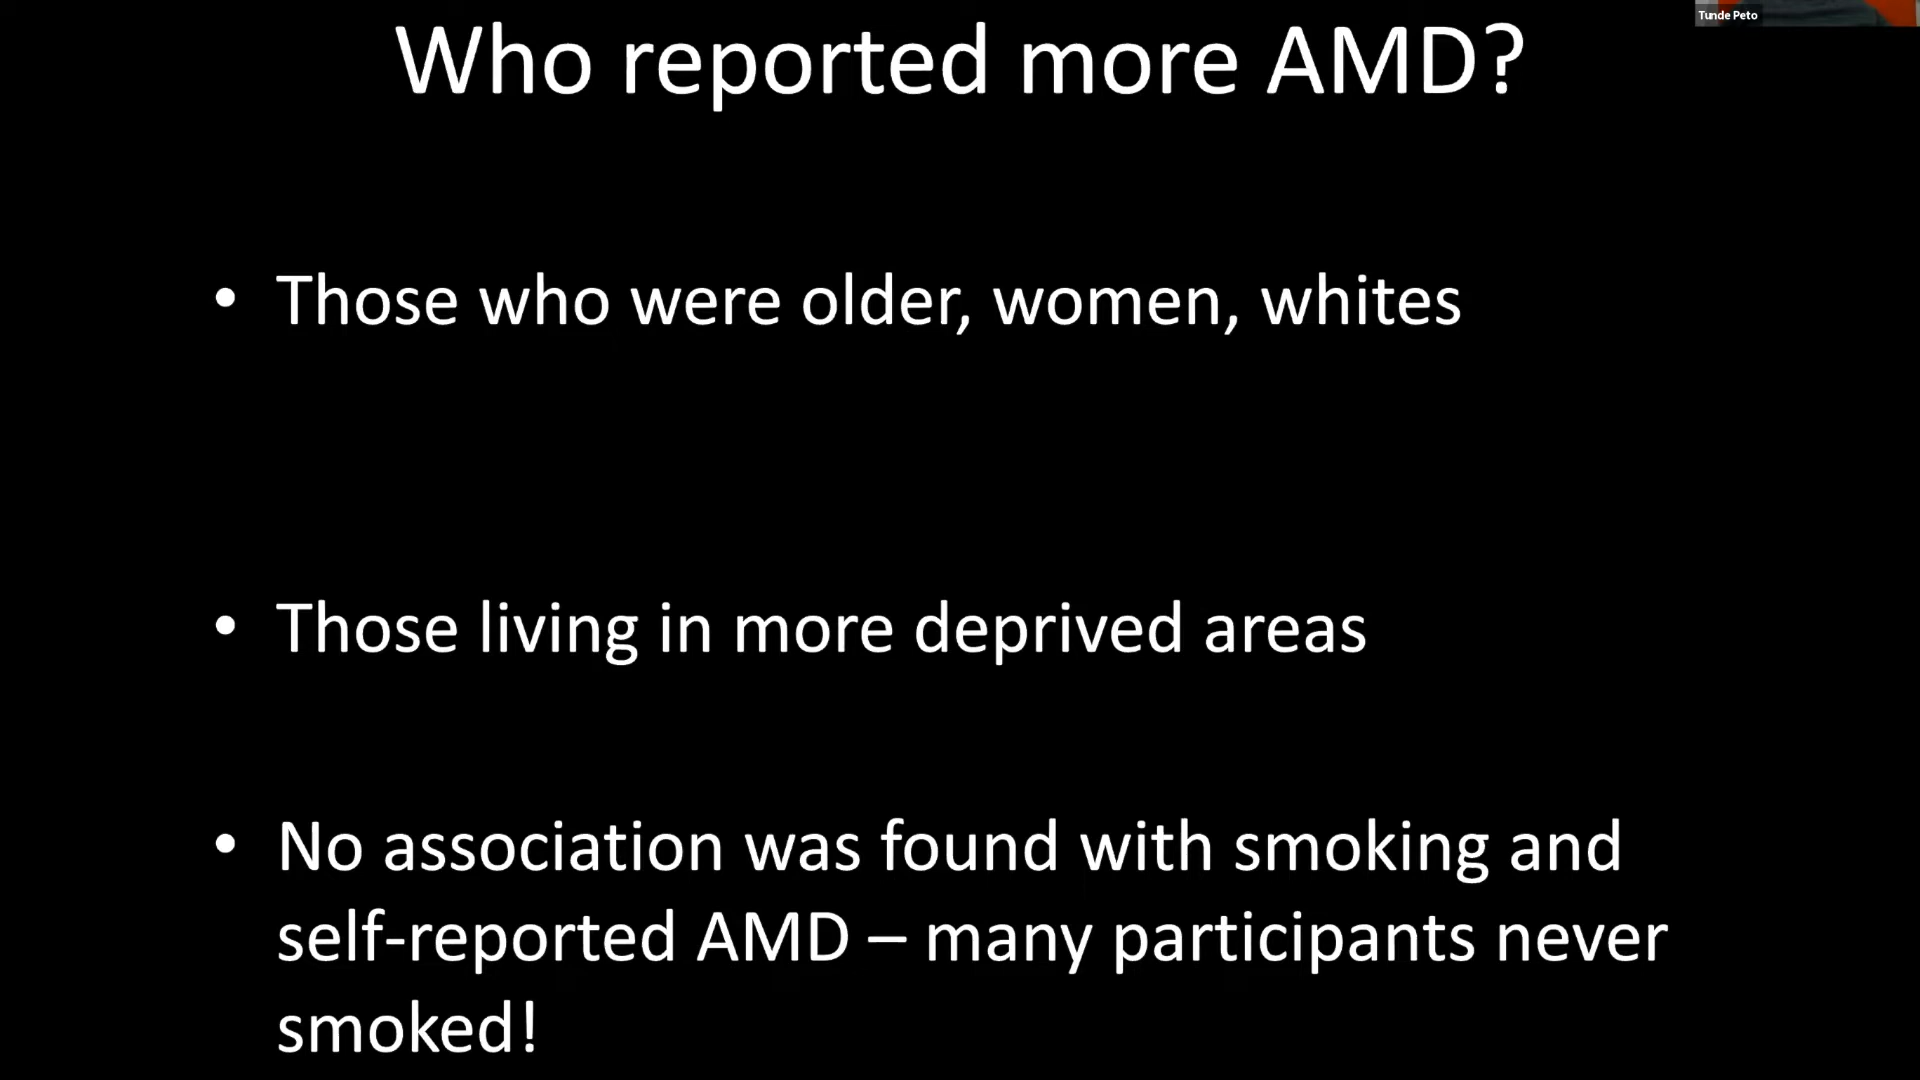 Who reported more AMD?
Tunde Peto
• Those who were older, women, whites
• Those living in more deprived areas
• No association was found with smoking and
self-reported AMD – many participants never
smoked!